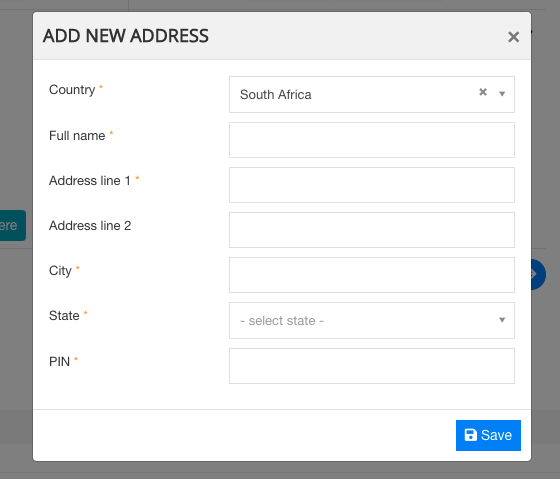 ADD NEW ADDRESS ×
Country * South Africa ×
Full name *
Address line 1 *
Address line 2
City *
State * - select state -
PIN *
ere
Save